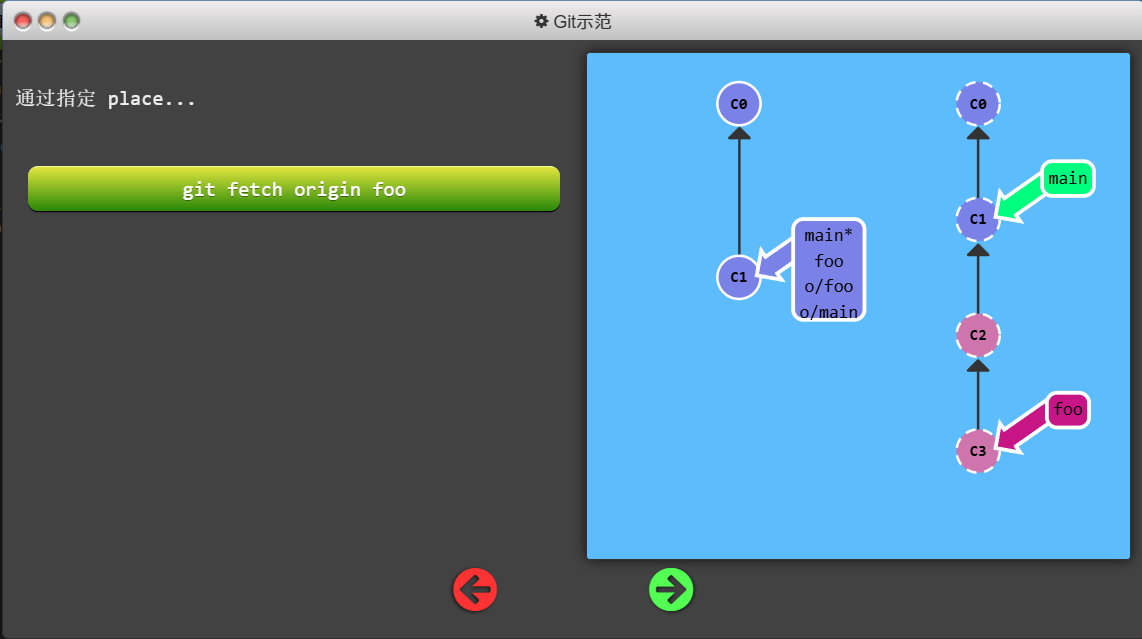 Git示范
通过指定 place...
git fetch origin foo
C0
C1
main*
foo
o/foo
o/main
C0
main
C1
C2
foo
C3